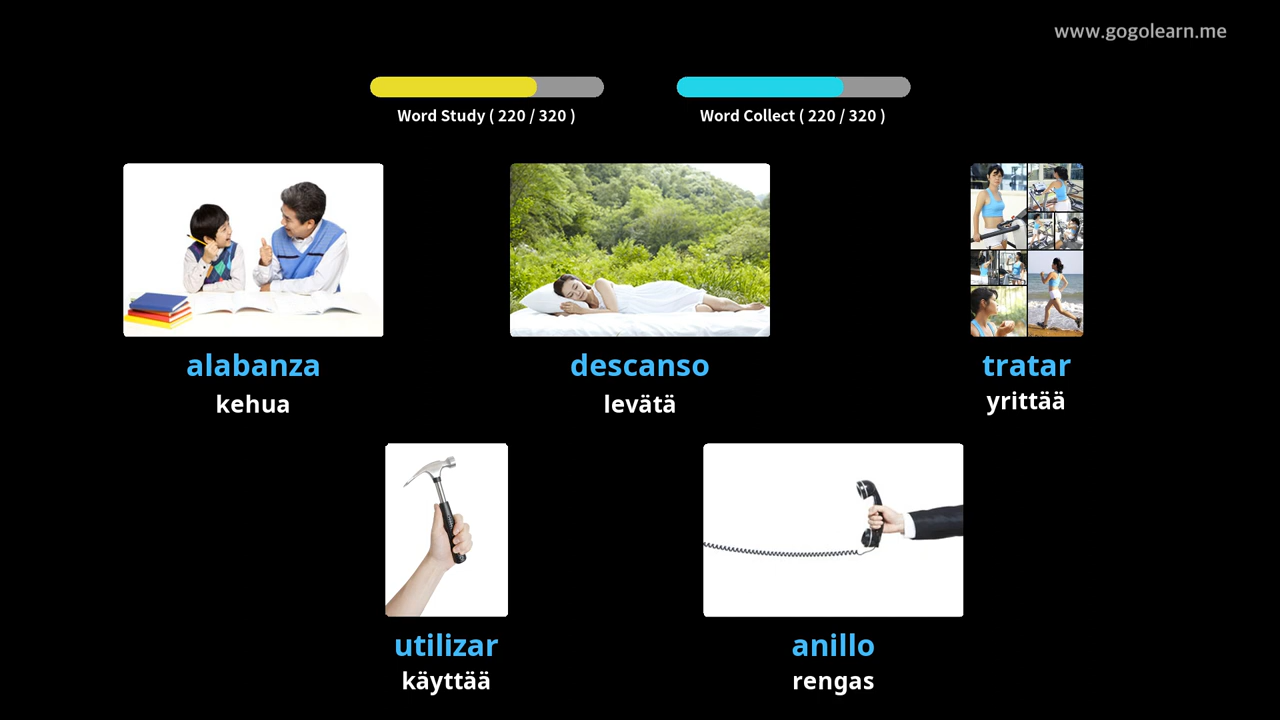 www.gogolearn.me
Word Study ( 220 / 320 )
Word Collect ( 220 / 320 )
alabanza
kehua
descanso
levätä
tratar
yrittää
utilizar
käyttää
anillo
rengas